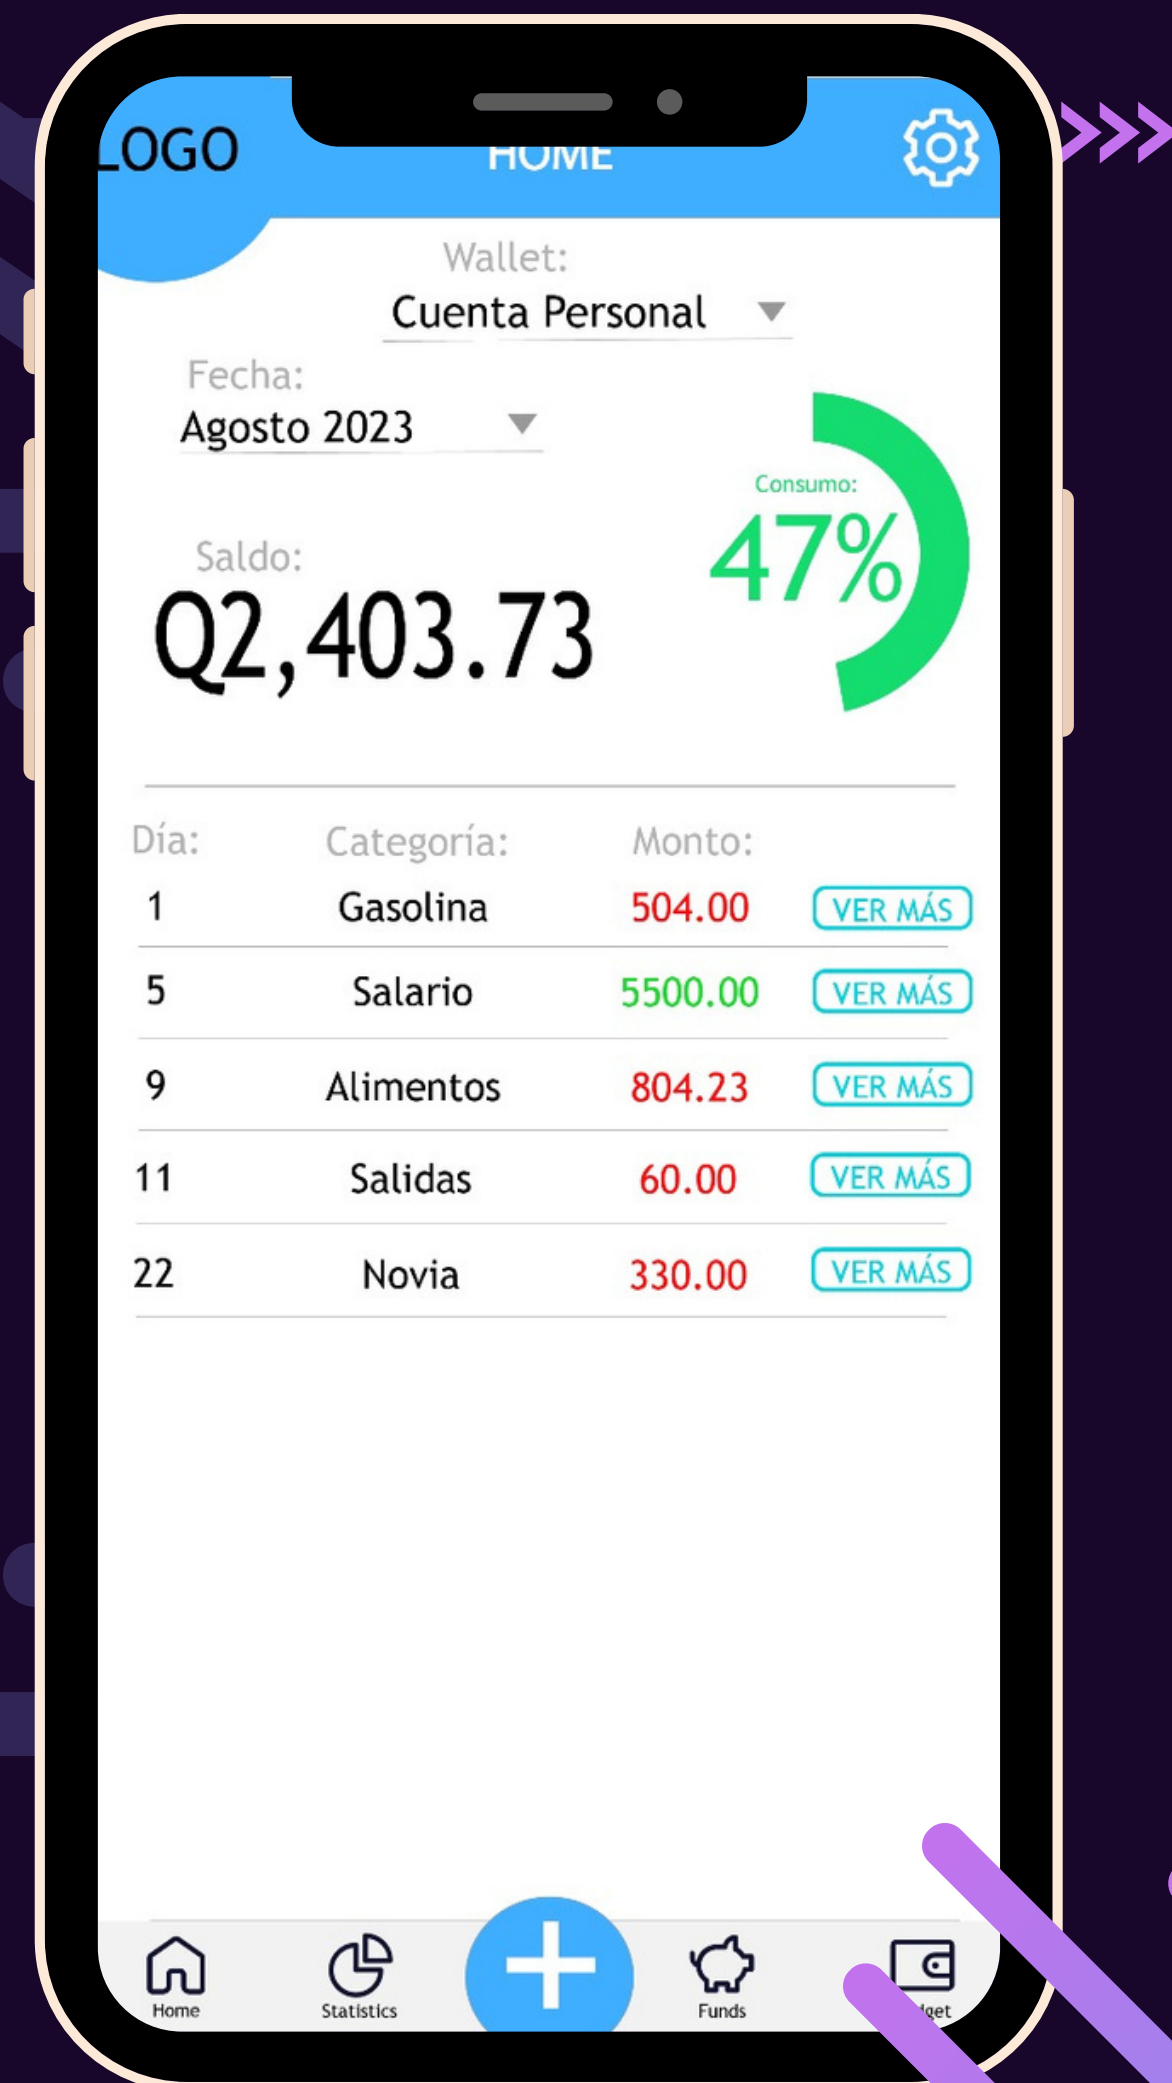 LOGO
HOME
Wallet:
Cuenta Personal
Fecha:
Agosto 2023
Consumo:
47%
Saldo:
Q2,403.73
Día: Categoría: Monto:
1 Gasolina 504.00 VER MÁS
5 Salario 5500.00 VER MÁS
9 Alimentos 804.23 VER MÁS
11 Salidas 60.00 VER MÁS
22 Novia 330.00 VER MÁS
Home Statistics Funds